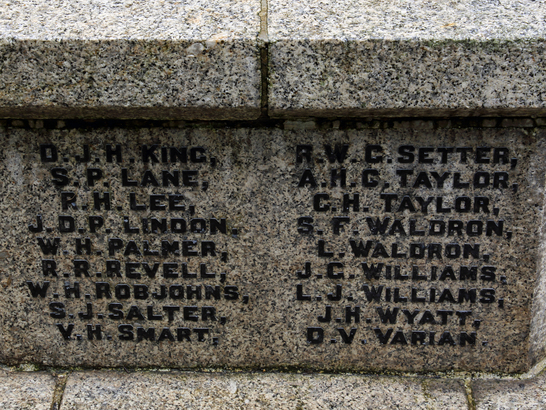 D.J.H. KING,
S.P. LANE,
R.H. LEE,
J.D.P. LINDON.
W.H. PALMER,
R.R. REVELL,
W.H. ROBJOHNS,
S.J. SALTER,
V.H. SMART,
R.W.G. SETTER,
A.H.G. TAYLOR,
C.H. TAYLOR,
S.F. WALDRON,
L. WALDRON,
J.G. WILLIAMS,
L.J. WILLIAMS,
J.H. WYATT,
D.V. VARIAN.